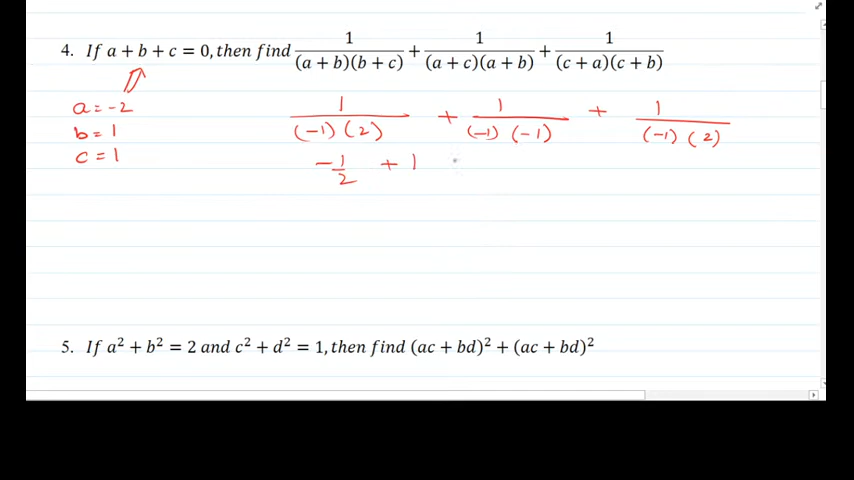 4. If a + b + c = 0, then find 1/((a + b)(b + c)) + 1/((a + c)(a + b)) + 1/((c + a)(c + b))
a = -2
b = 1
c = 1
1/((-1)(2)) + 1/((-1)(-1)) + 1/((-1)(2))
-1/2 + 1
5. If a² + b² = 2 and c² + d² = 1, then find (ac + bd)² + (ac + bd)²